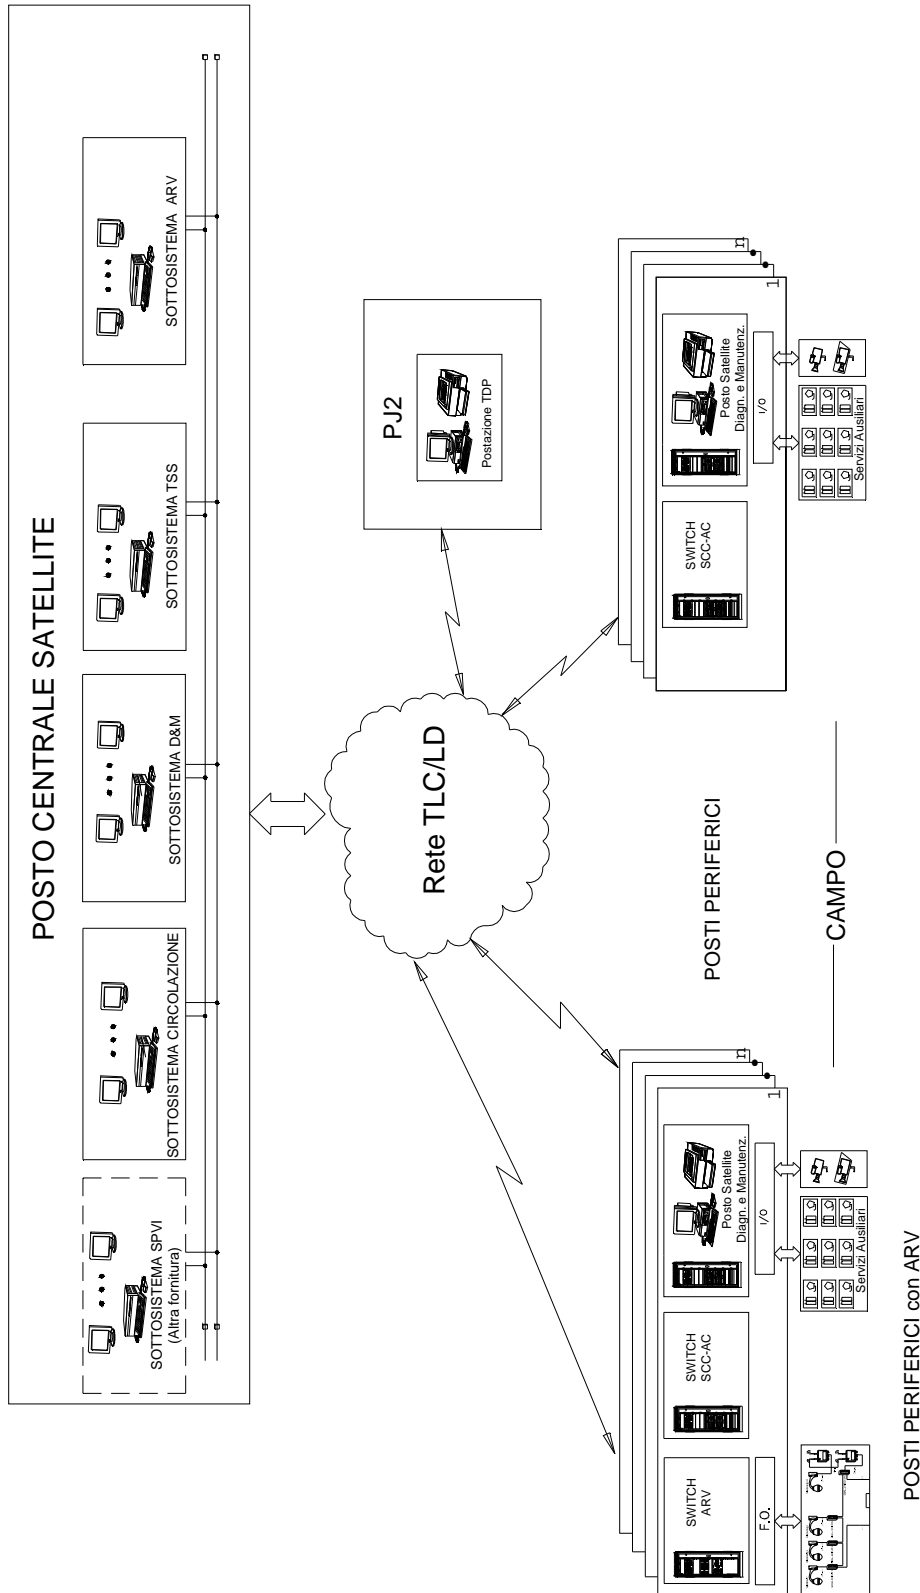 POSTO CENTRALE SATELLITE
SOTTOSISTEMA SPVI
(Altra fornitura)
SOTTOSISTEMA CIRCOLAZIONE
SOTTOSISTEMA D&M
SOTTOSISTEMA TSS
SOTTOSISTEMA ARV
Rete TLC/LD
PJ2
Postazione TDP
POSTI PERIFERICI
CAMPO
n
1
SWITCH
ARV
SWITCH
SCC-AC
Posto Satellite
Diagn. e Manutenz.
F.O.
I/O
Servizi Ausiliari
n
1
SWITCH
SCC-AC
Posto Satellite
Diagn. e Manutenz.
I/O
Servizi Ausiliari
POSTI PERIFERICI con ARV